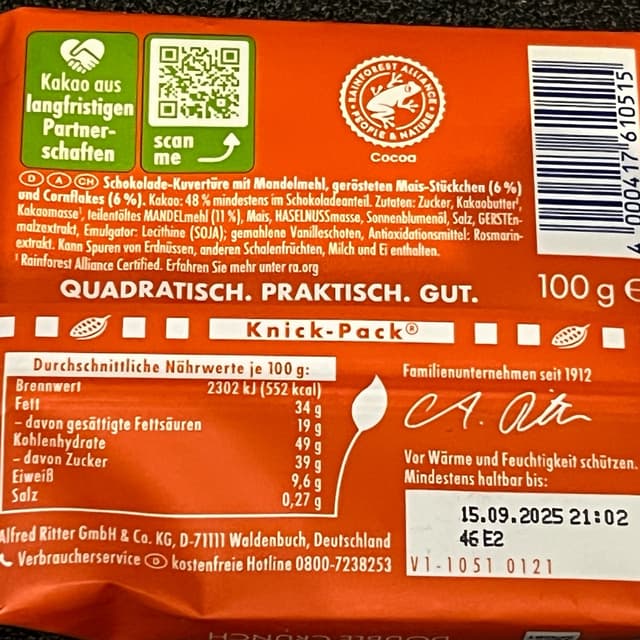 Kakao aus
langfristigen
Partner-
schaften
scan
me
RAINFOREST ALLIANCE
PEOPLE & NATURE
Cocoa
4 000417 610515
D A CH Schokolade-Kuvertüre mit Mandelmehl, gerösteten Mais-Stückchen (6 %)
und Cornflakes (6 %). Kakao: 48 % mindestens im Schokoladeanteil. Zutaten: Zucker, Kakaobutter¹,
Kakaomasse¹, teilentöltes MANDELmehl (11 %), Mais, HASELNUSSmasse, Sonnenblumenöl, Salz, GERSTEn-
malzextrakt, Emulgator: Lecithine (SOJA); gemahlene Vanilleschoten, Antioxidationsmittel: Rosmarin-
extrakt. Kann Spuren von Erdnüssen, anderen Schalenfrüchten, Milch und Ei enthalten.
¹ Rainforest Alliance Certified. Erfahren Sie mehr unter ra.org
QUADRATISCH. PRAKTISCH. GUT.
100 g e
Knick-Pack®
Durchschnittliche Nährwerte je 100 g:
Brennwert 2302 kJ (552 kcal)
Fett 34 g
– davon gesättigte Fettsäuren 19 g
Kohlenhydrate 49 g
– davon Zucker 39 g
Eiweiß 9,6 g
Salz 0,27 g
Familienunternehmen seit 1912
Vor Wärme und Feuchtigkeit schützen.
Mindestens haltbar bis:
15.09.2025 21:02
46 E2
V1-1051 0121
Alfred Ritter GmbH & Co. KG, D-71111 Waldenbuch, Deutschland
Verbraucherservice D kostenfreie Hotline 0800-7238253